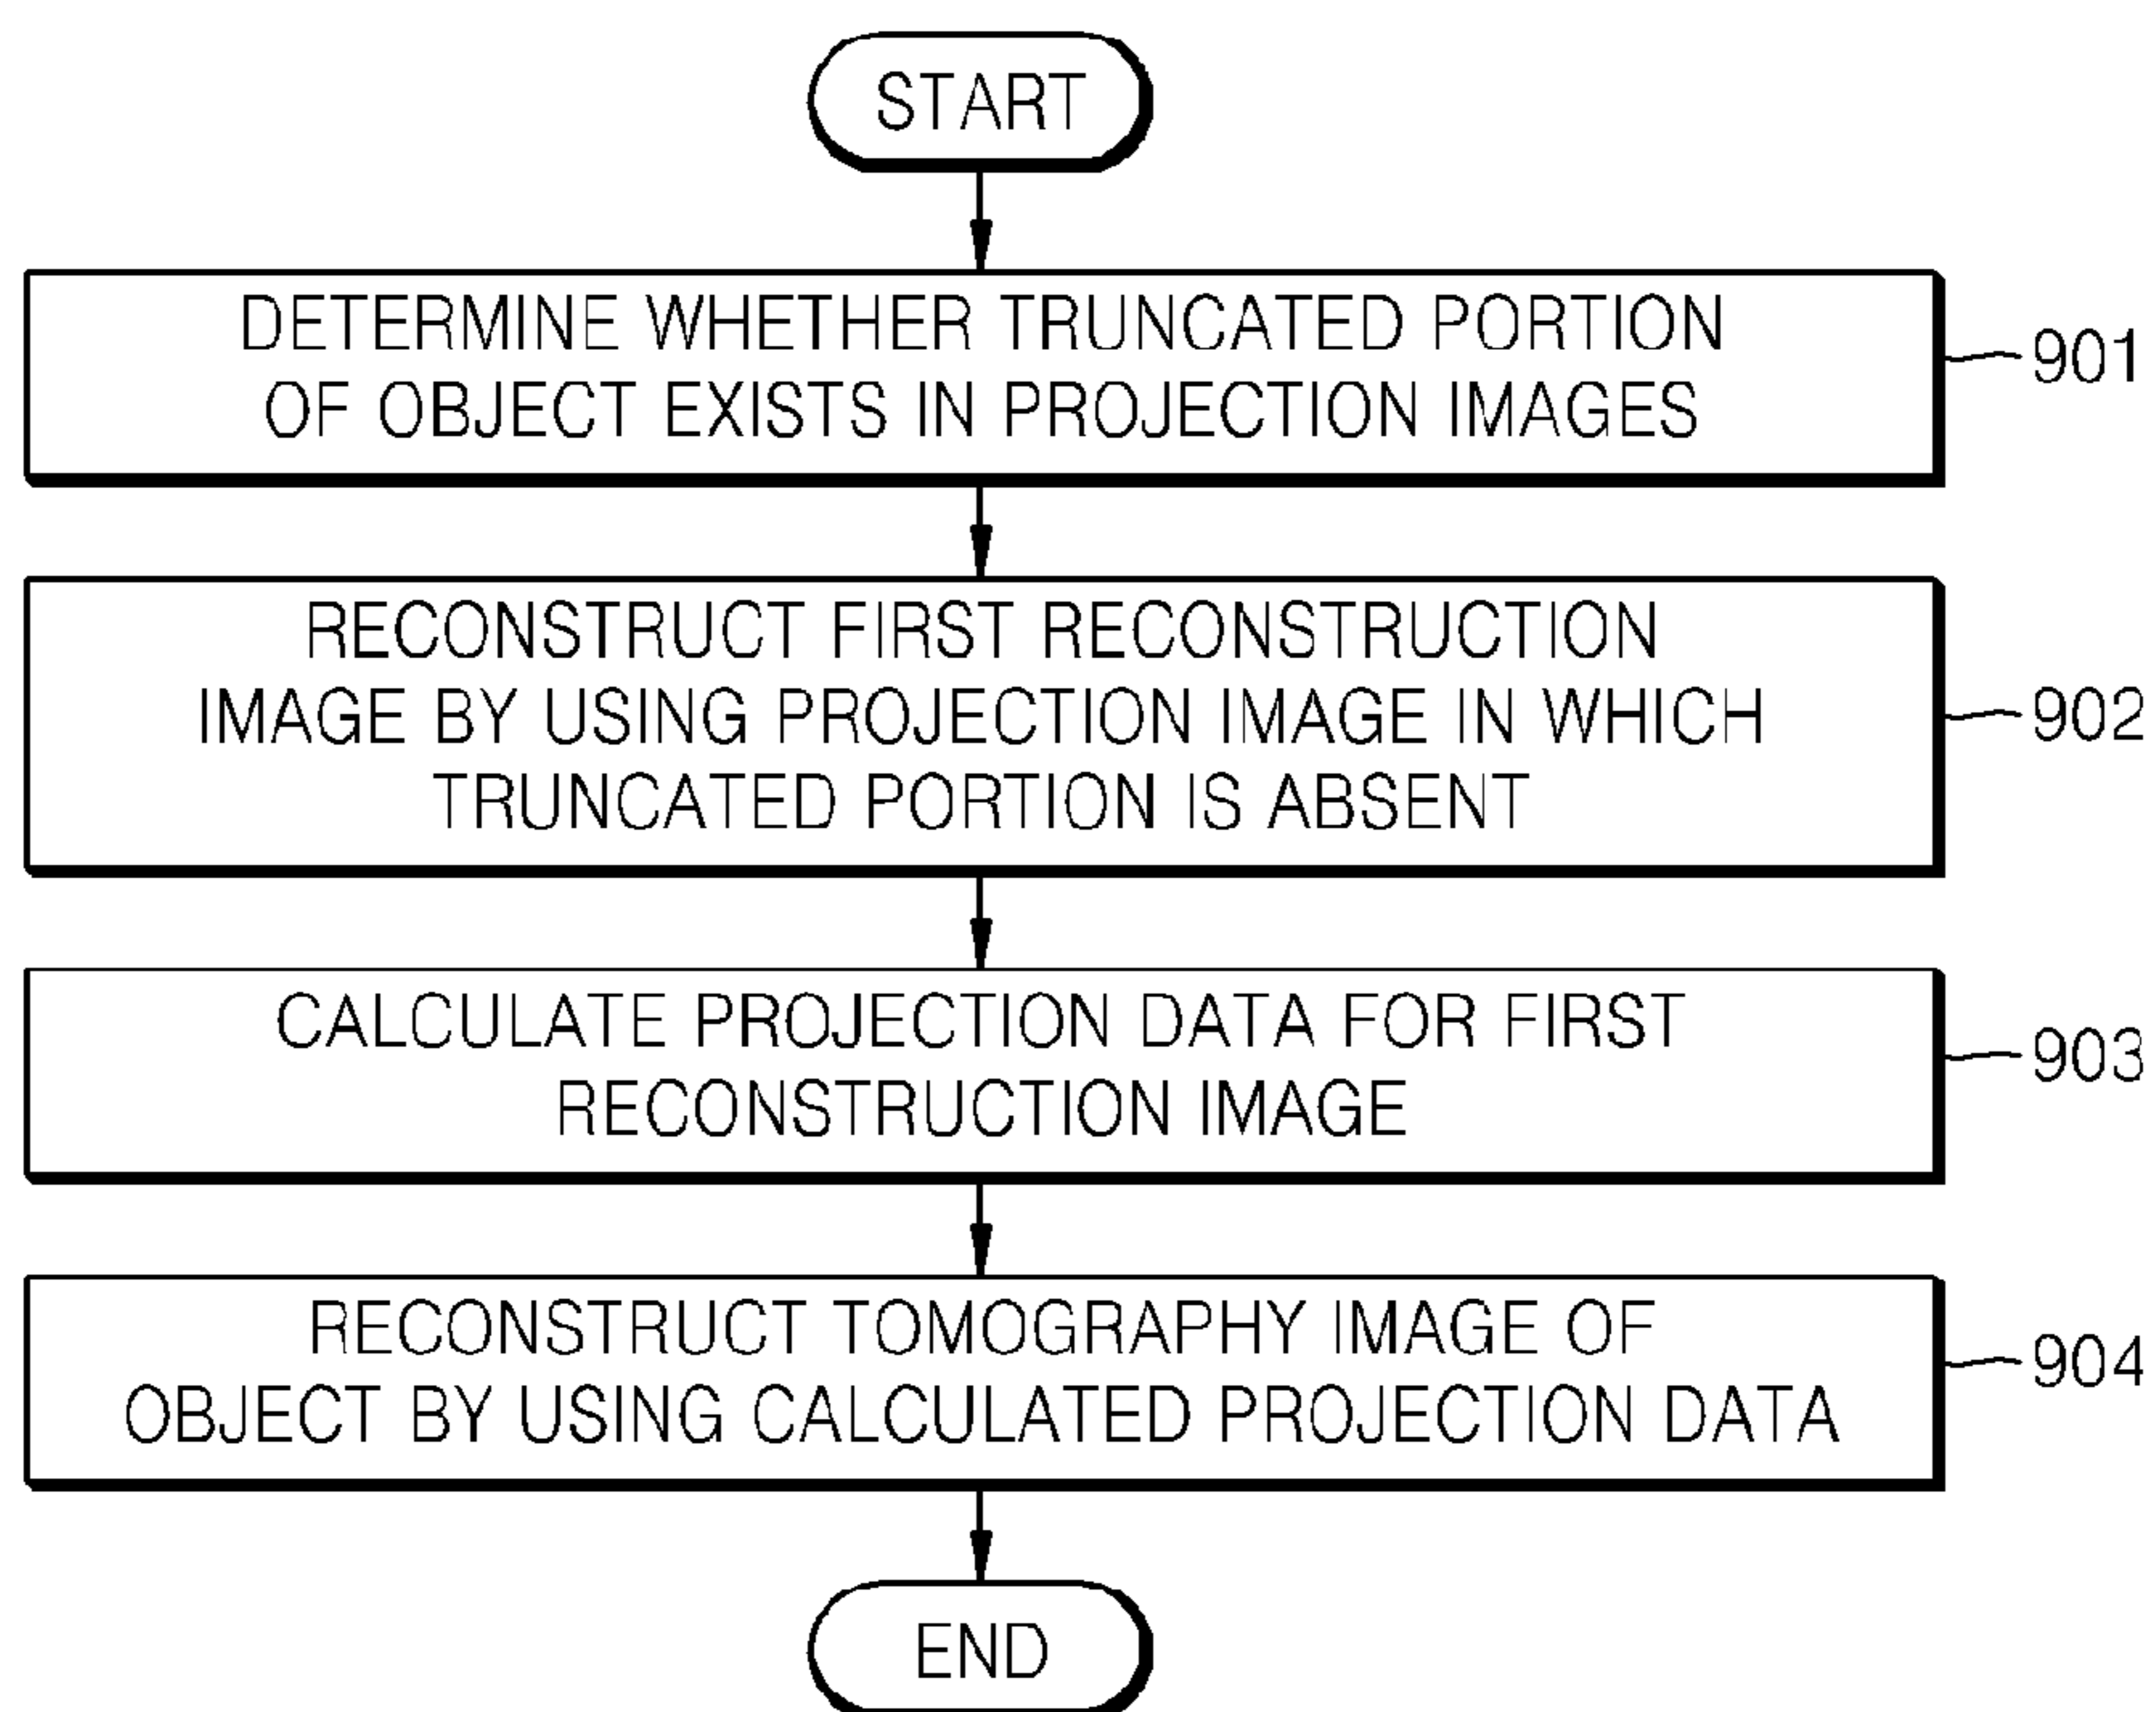 START
DETERMINE WHETHER TRUNCATED PORTION
OF OBJECT EXISTS IN PROJECTION IMAGES
901
RECONSTRUCT FIRST RECONSTRUCTION
IMAGE BY USING PROJECTION IMAGE IN WHICH
TRUNCATED PORTION IS ABSENT
902
CALCULATE PROJECTION DATA FOR FIRST
RECONSTRUCTION IMAGE
903
RECONSTRUCT TOMOGRAPHY IMAGE OF
OBJECT BY USING CALCULATED PROJECTION DATA
904
END